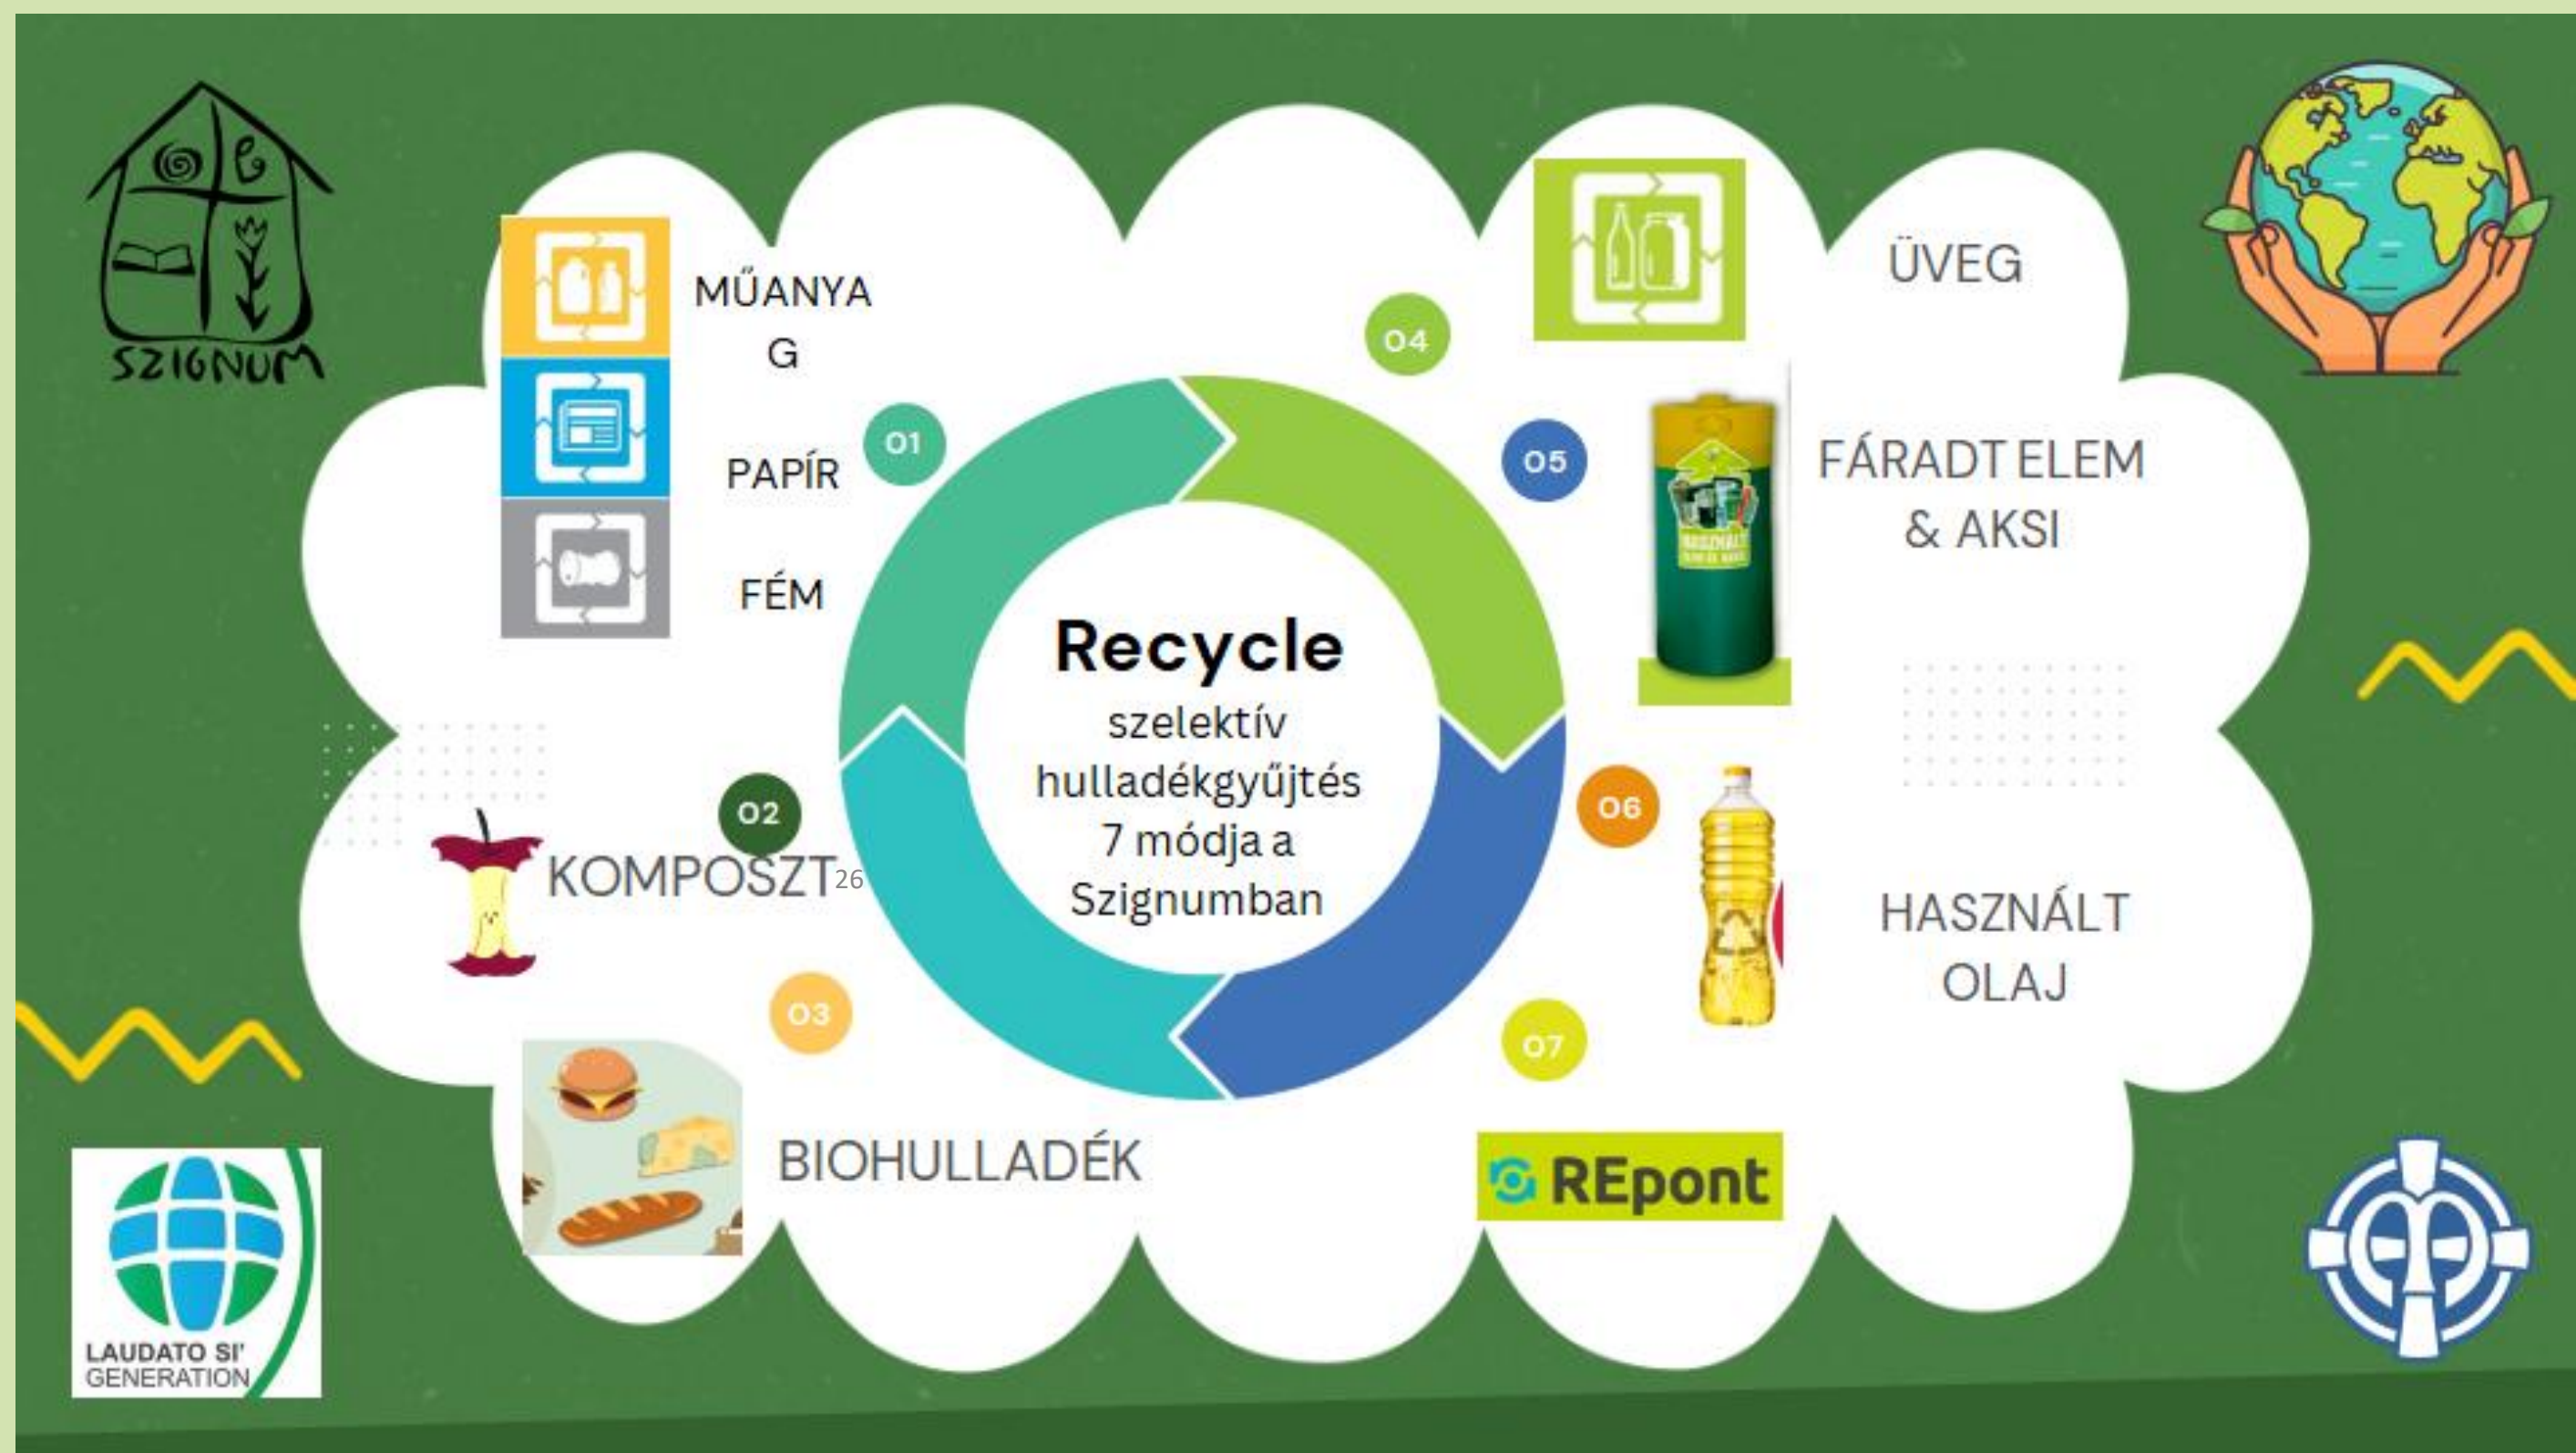 SZIGNUM
MŰANYA
G
PAPÍR
FÉM
01
02
KOMPOSZT
26
03
BIOHULLADÉK
Recycle
szelektív
hulladékgyűjtés
7 módja a
Szignumban
04
ÜVEG
05
HASZNÁLT
FÁRADT ELEM
& AKSI
06
HASZNÁLT
OLAJ
07
REpont
LAUDATO SI'
GENERATION